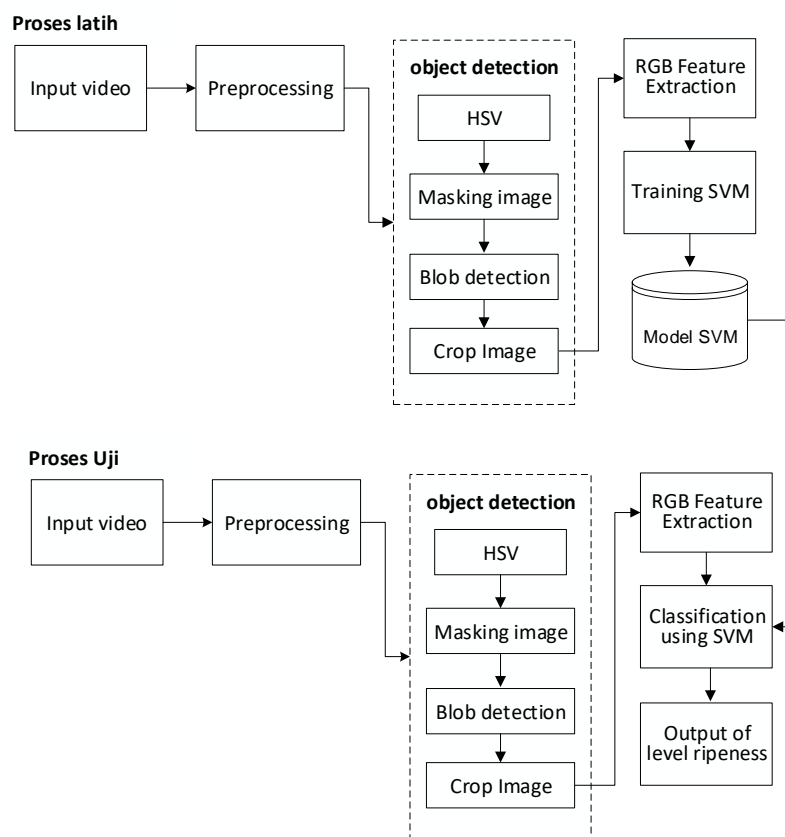 Proses latih
Input video
Preprocessing
object detection
HSV
Masking image
Blob detection
Crop Image
RGB Feature
Extraction
Training SVM
Model SVM
Proses Uji
Input video
Preprocessing
object detection
HSV
Masking image
Blob detection
Crop Image
RGB Feature
Extraction
Classification
using SVM
Output of
level ripeness